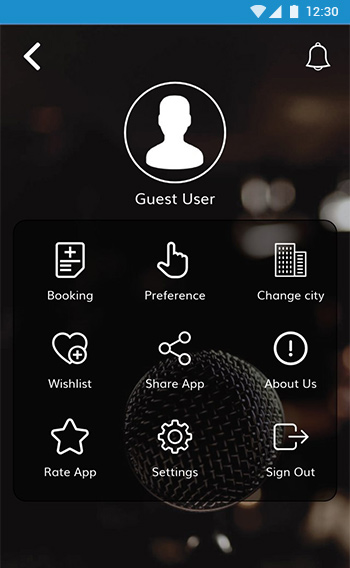 12:30
Guest User
Booking Preference Change city
Wishlist Share App About Us
Rate App Settings Sign Out